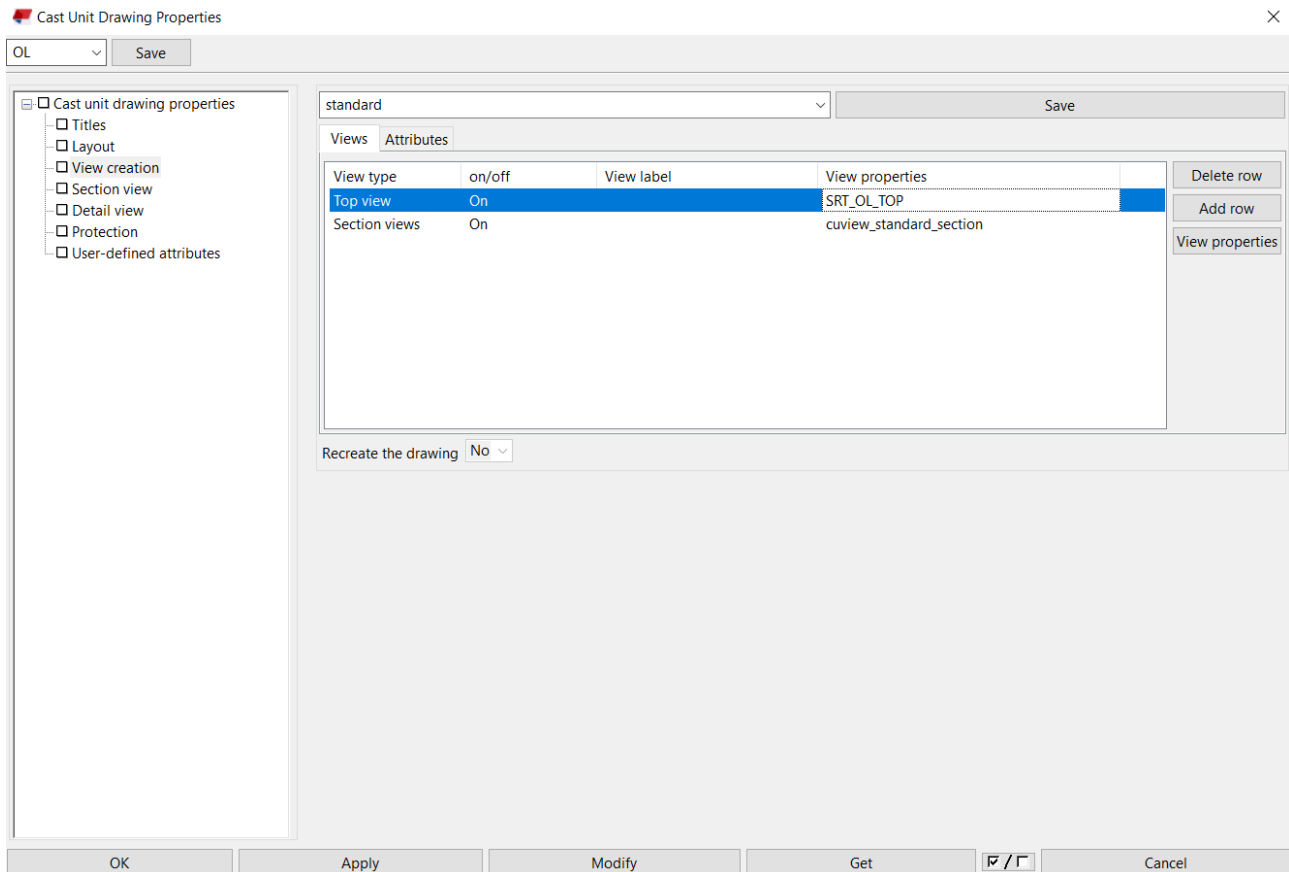 Cast Unit Drawing Properties
OL Save
Cast unit drawing properties
Titles
Layout
View creation
Section view
Detail view
Protection
User-defined attributes
standard Save
Views Attributes
View type on/off View label View properties
Top view On SRT_OL_TOP
Section views On cuview_standard_section
Delete row
Add row
View properties
Recreate the drawing No
OK Apply Modify Get / Cancel